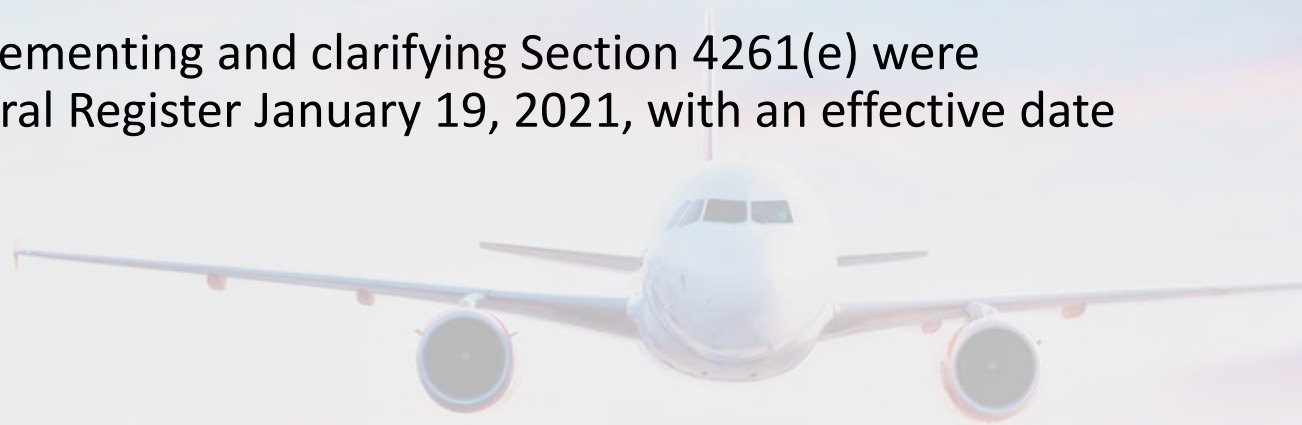 ementing and clarifying Section 4261(e) were
ral Register January 19, 2021, with an effective date